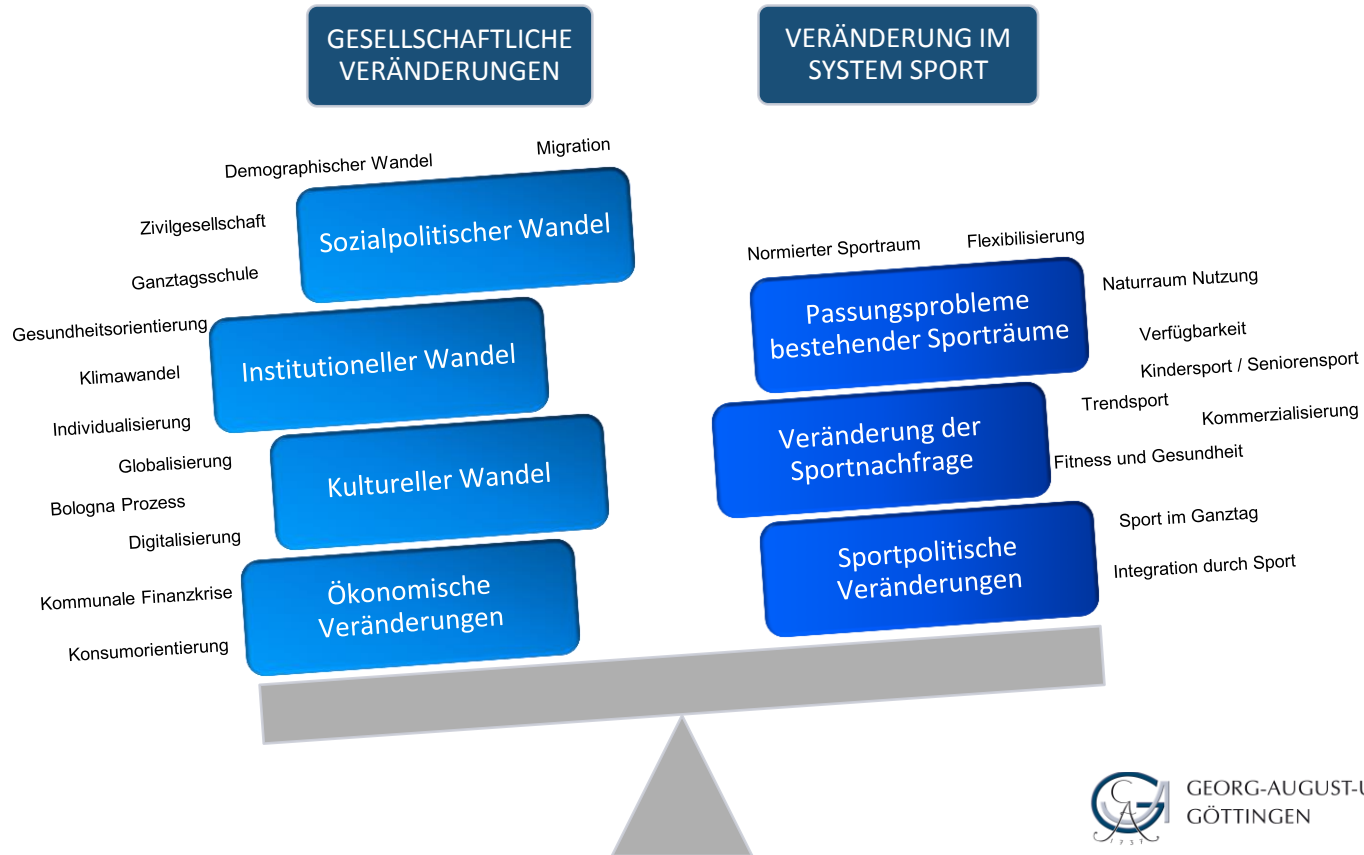 GESELLSCHAFTLICHE
VERÄNDERUNGEN
VERÄNDERUNG IM
SYSTEM SPORT
Demographischer Wandel
Migration
Zivilgesellschaft
Ganztagsschule
Sozialpolitischer Wandel
Gesundheitsorientierung
Klimawandel
Individualisierung
Institutioneller Wandel
Globalisierung
Bologna Prozess
Digitalisierung
Kultureller Wandel
Kommunale Finanzkrise
Konsumorientierung
Ökonomische
Veränderungen
Normierter Sportraum
Flexibilisierung
Passungsprobleme
bestehender Sporträume
Naturraum Nutzung
Verfügbarkeit
Kindersport / Seniorensport
Veränderung der
Sportnachfrage
Trendsport
Kommerzialisierung
Fitness und Gesundheit
Sportpolitische
Veränderungen
Sport im Ganztag
Integration durch Sport
GEORG-AUGUST-U
GÖTTINGEN
1737